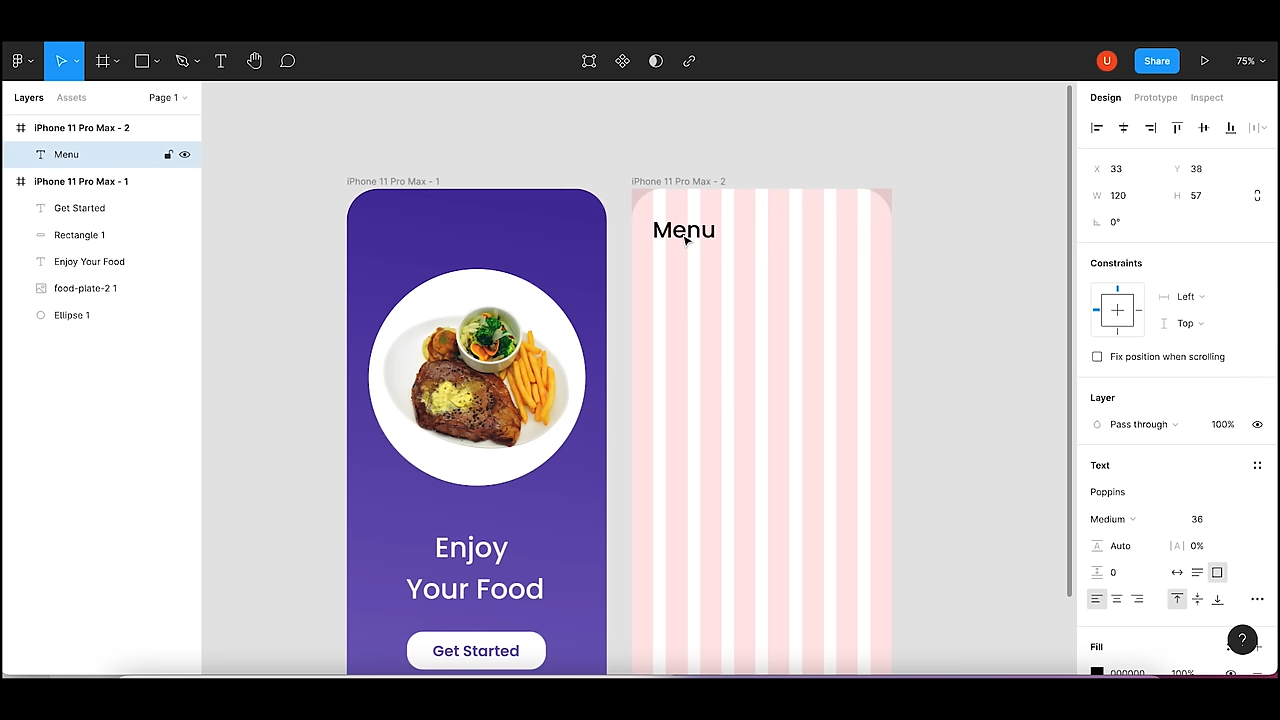 Share
75%
Layers
Assets
Page 1
iPhone 11 Pro Max - 2
Menu
iPhone 11 Pro Max - 1
Get Started
Rectangle 1
Enjoy Your Food
food-plate-2 1
Ellipse 1
iPhone 11 Pro Max - 1
Enjoy
Your Food
Get Started
iPhone 11 Pro Max - 2
Menu
Design
Prototype
Inspect
X 33
Y 38
W 120
H 57
0°
Constraints
Left
Top
Fix position when scrolling
Layer
Pass through
100%
Text
Poppins
Medium
36
Auto
|A| 0%
0
Fill
?
000000
100%
U